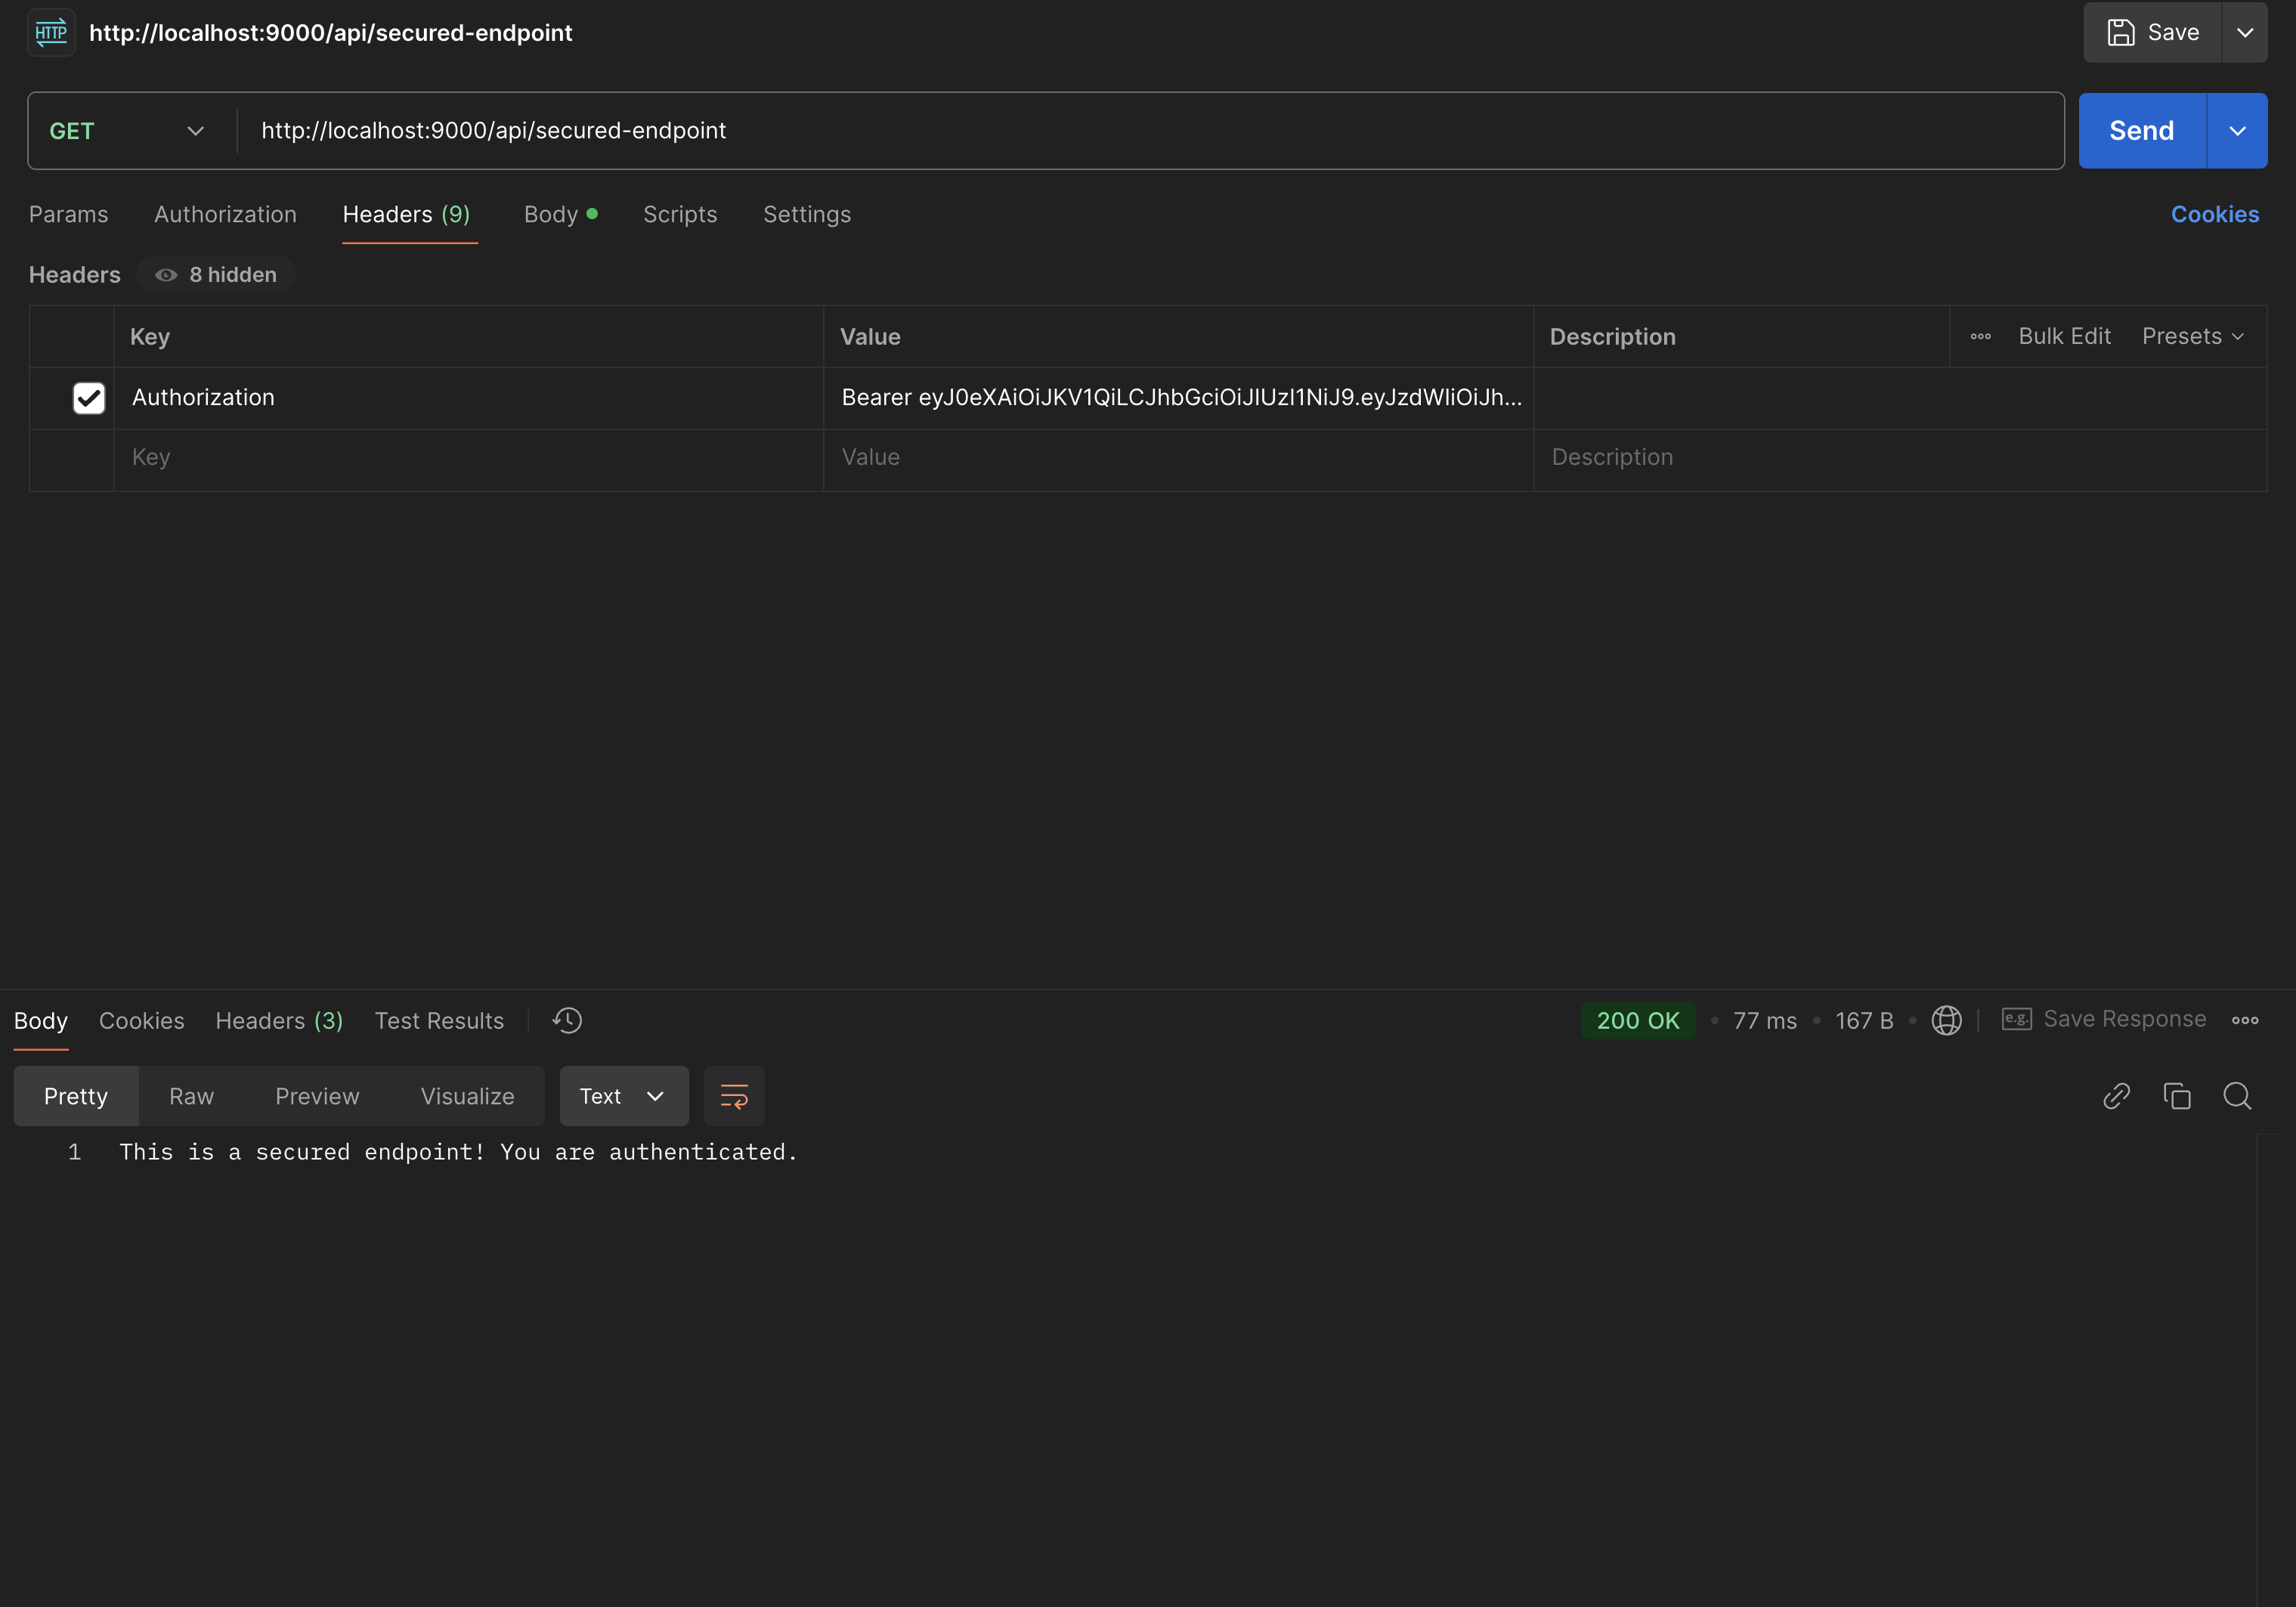 HTTP http://localhost:9000/api/secured-endpoint Save
GET http://localhost:9000/api/secured-endpoint Send
Params Authorization Headers (9) Body Scripts Settings Cookies
Headers 8 hidden
Key Value Description Bulk Edit Presets
Authorization Bearer eyJ0eXAiOiJKV1QiLCJhbGciOiJIUzI1NiJ9.eyJzdWIiOiJh...
Key Value Description
Body Cookies Headers (3) Test Results 200 OK • 77 ms • 167 B • e.g. Save Response
Pretty Raw Preview Visualize Text
1 This is a secured endpoint! You are authenticated.